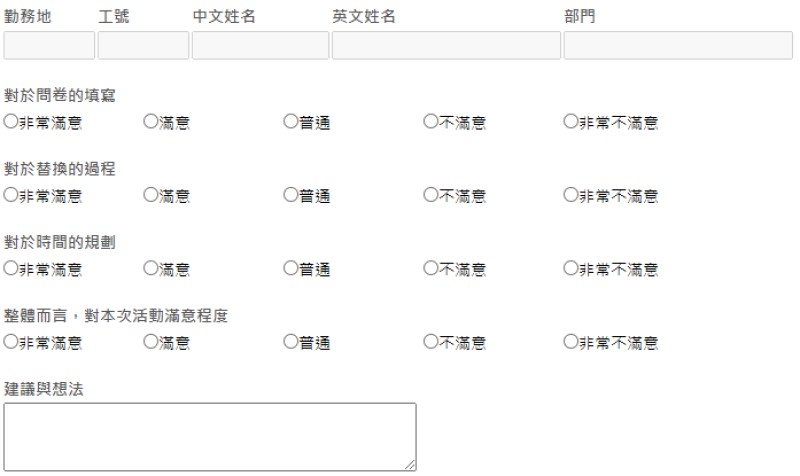 勤務地 工號 中文姓名 英文姓名 部門
對於問卷的填寫
非常滿意 滿意 普通 不滿意 非常不滿意
對於替換的過程
非常滿意 滿意 普通 不滿意 非常不滿意
對於時間的規劃
非常滿意 滿意 普通 不滿意 非常不滿意
整體而言，對本次活動滿意程度
非常滿意 滿意 普通 不滿意 非常不滿意
建議與想法